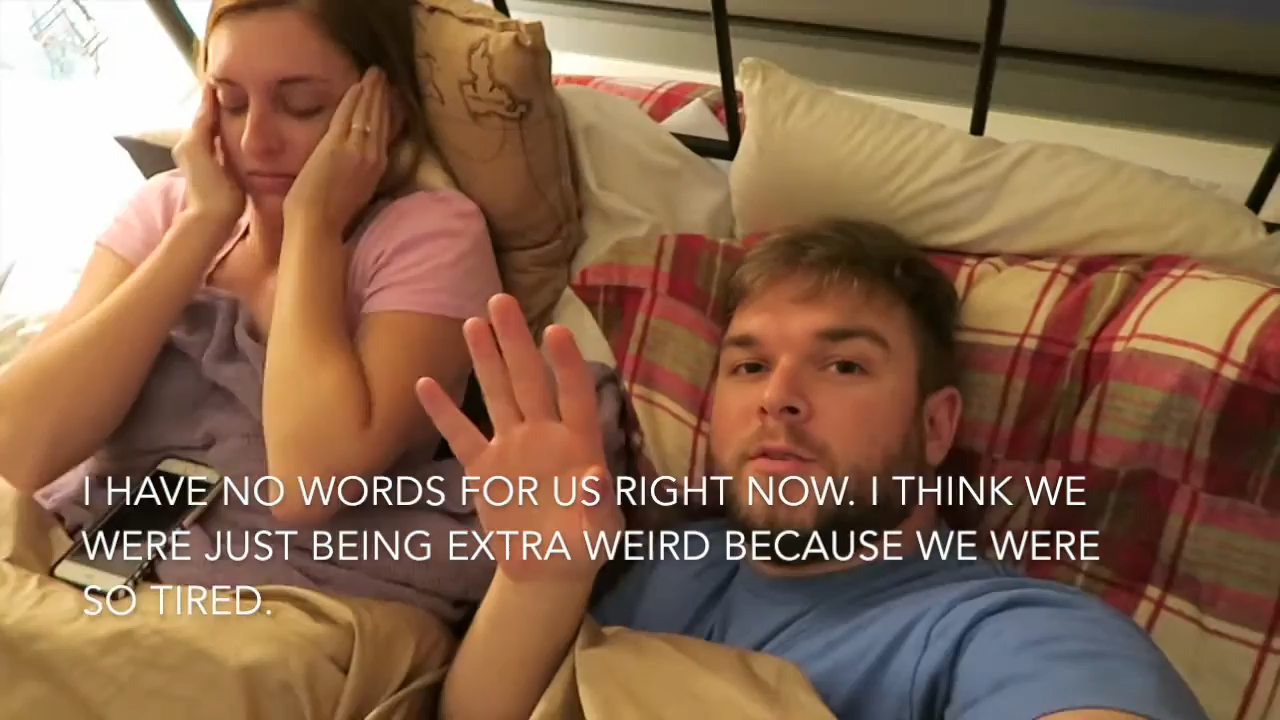 I HAVE NO WORDS FOR US RIGHT NOW. I THINK WE
WERE JUST BEING EXTRA WEIRD BECAUSE WE WERE
SO TIRED.